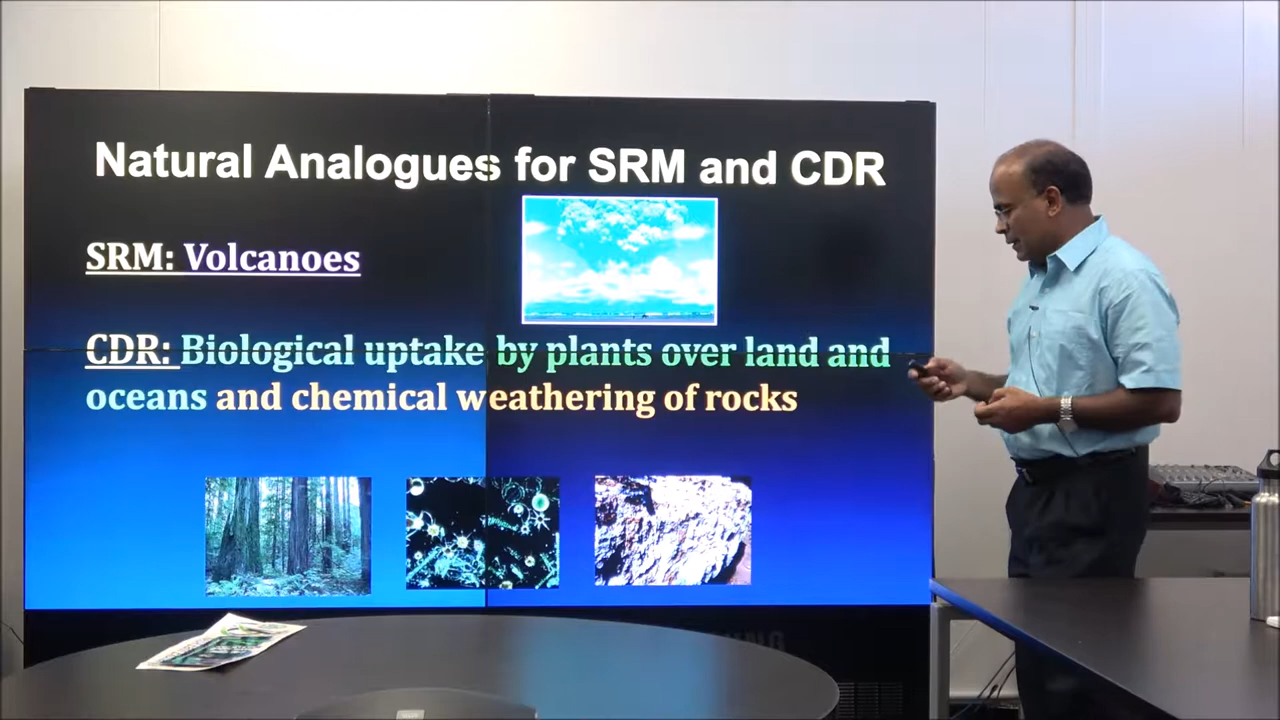 Natural Analogues for SRM and CDR
SRM: Volcanoes
CDR: Biological uptake by plants over land and
oceans and chemical weathering of rocks